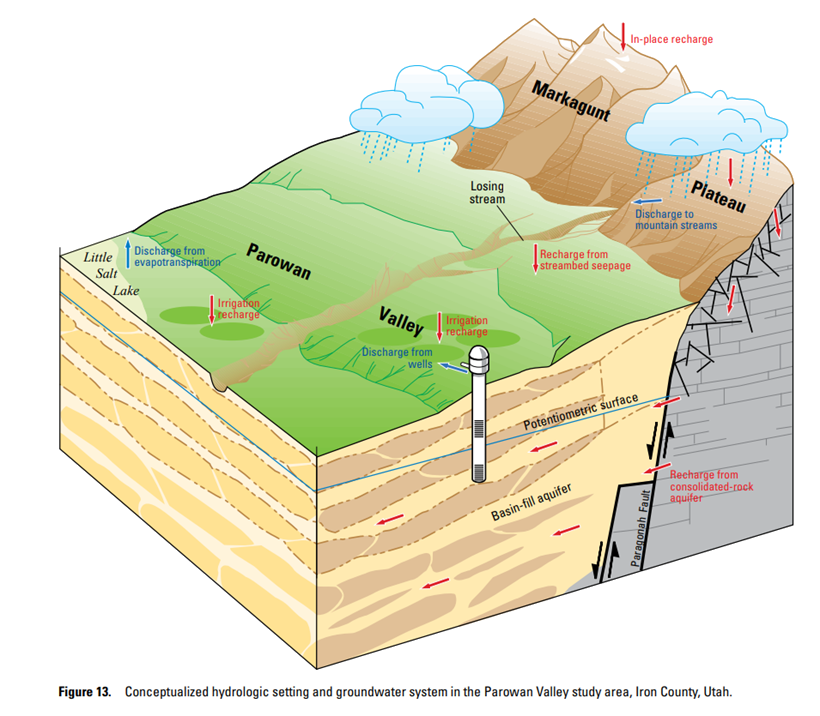 In-place recharge
Markagunt
Plateau
Losing
stream
Discharge to
mountain streams
Discharge from
evapotranspiration
Little
Salt
Lake
Parowan
Recharge from
streambed seepage
Irrigation
recharge
Valley
Irrigation
recharge
Discharge from
wells
Potentiometric surface
Basin-fill aquifer
Recharge from
consolidated-rock
aquifer
Paragonah Fault
Figure 13. Conceptualized hydrologic setting and groundwater system in the Parowan Valley study area, Iron County, Utah.